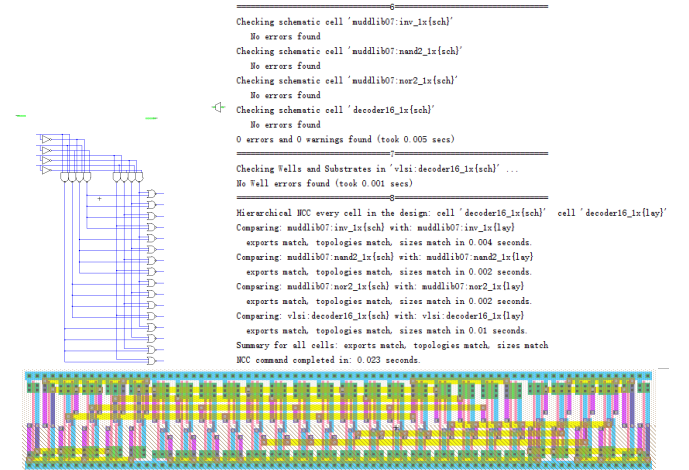 6
Checking schematic cell 'muddlib07:inv_1x{sch}'
No errors found
Checking schematic cell 'muddlib07:nand2_1x{sch}'
No errors found
Checking schematic cell 'muddlib07:nor2_1x{sch}'
No errors found
Checking schematic cell 'decoder16_1x{sch}'
No errors found
0 errors and 0 warnings found (took 0.005 secs)
7
Checking Wells and Substrates in 'vlsi:decoder16_1x{sch}' ...
No Well errors found (took 0.001 secs)
8
Hierarchical NCC every cell in the design: cell 'decoder16_1x{sch}' cell 'decoder16_1x{lay}'
Comparing: muddlib07:inv_1x{sch} with: muddlib07:inv_1x{lay}
exports match, topologies match, sizes match in 0.004 seconds.
Comparing: muddlib07:nand2_1x{sch} with: muddlib07:nand2_1x{lay}
exports match, topologies match, sizes match in 0.002 seconds.
Comparing: muddlib07:nor2_1x{sch} with: muddlib07:nor2_1x{lay}
exports match, topologies match, sizes match in 0.002 seconds.
Comparing: vlsi:decoder16_1x{sch} with: vlsi:decoder16_1x{lay}
exports match, topologies match, sizes match in 0.01 seconds.
Summary for all cells: exports match, topologies match, sizes match
NCC command completed in: 0.023 seconds.